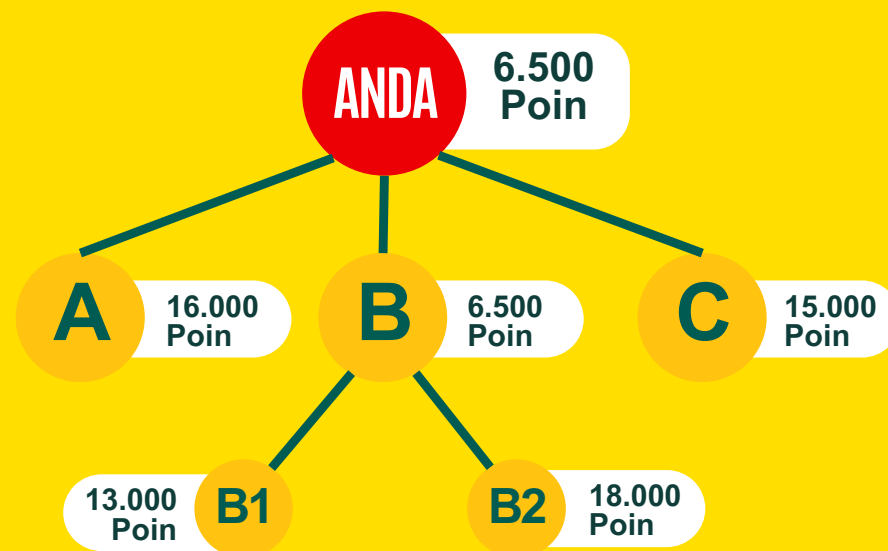 ANDA
6.500
Poin
A
16.000
Poin
B
6.500
Poin
C
15.000
Poin
13.000
Poin
B1
B2
18.000
Poin